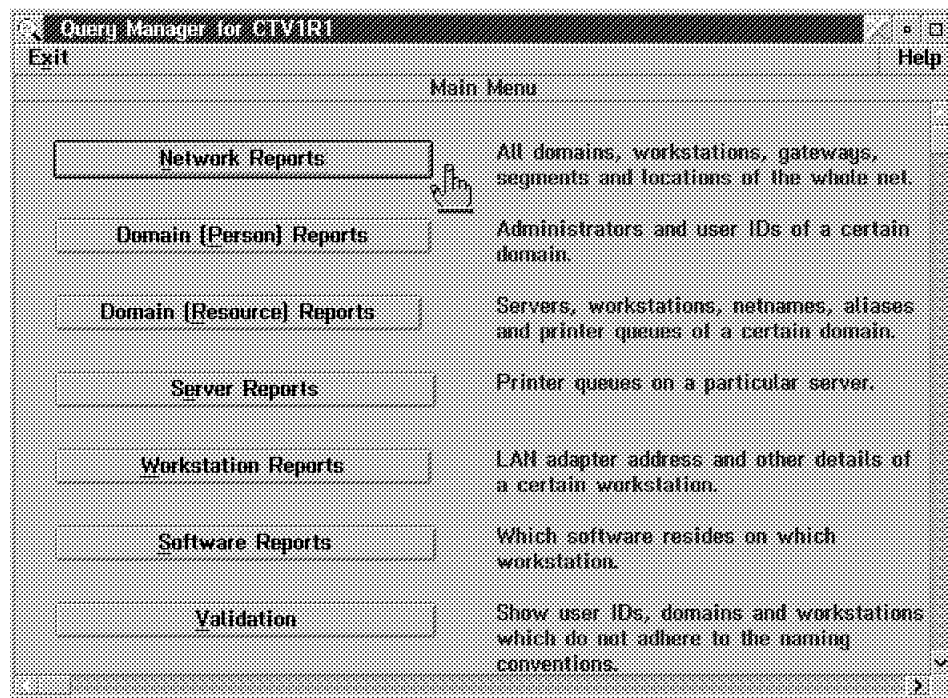 Query Manager for CTV1R1
Exit Help
Main Menu
Network Reports
All domains, workstations, gateways,
segments and locations of the whole net.
Domain (Person) Reports
Administrators and user IDs of a certain
domain.
Domain (Resource) Reports
Servers, workstations, netnames, aliases
and printer queues of a certain domain.
Server Reports
Printer queues on a particular server.
Workstation Reports
LAN adapter address and other details of
a certain workstation.
Software Reports
Which software resides on which
workstation.
Validation
Show user IDs, domains and workstations
which do not adhere to the naming
conventions.